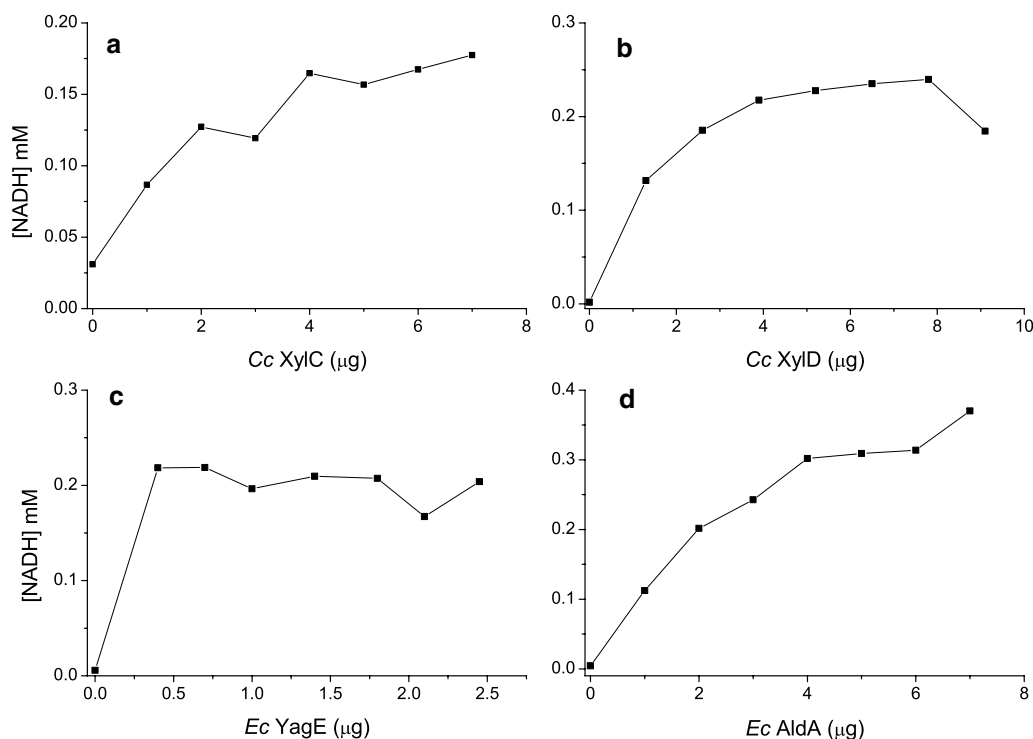 a
b
[NADH] mM
0.20
0.15
0.10
0.05
0.00
0 2 4 6 8
Cc XylC (μg)
0.3
0.2
0.1
0.0
0 2 4 6 8 10
Cc XylD (μg)
c
d
[NADH] mM
0.3
0.2
0.1
0.0
0.0 0.5 1.0 1.5 2.0 2.5
Ec YagE (μg)
0.4
0.3
0.2
0.1
0.0
0 2 4 6 8
Ec AldA (μg)